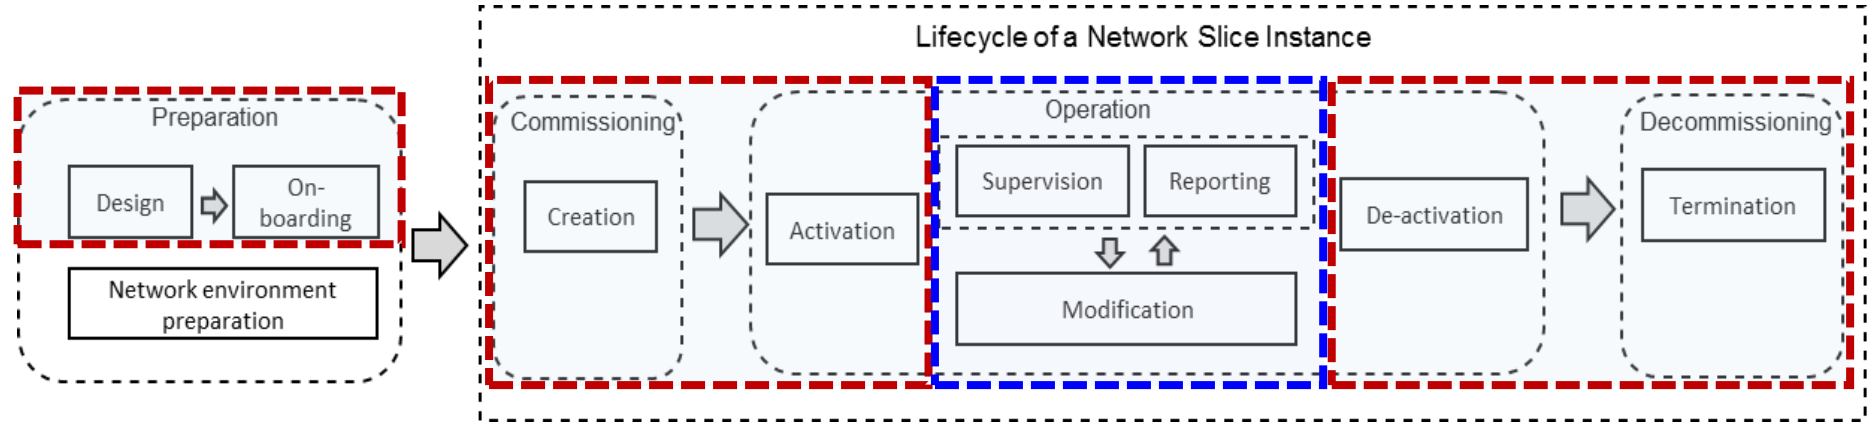 Lifecycle of a Network Slice Instance
Preparation
Design
On-
boarding
Network environment
preparation
Commissioning
Creation
Activation
Operation
Supervision
Reporting
Modification
De-activation
Decommissioning
Termination